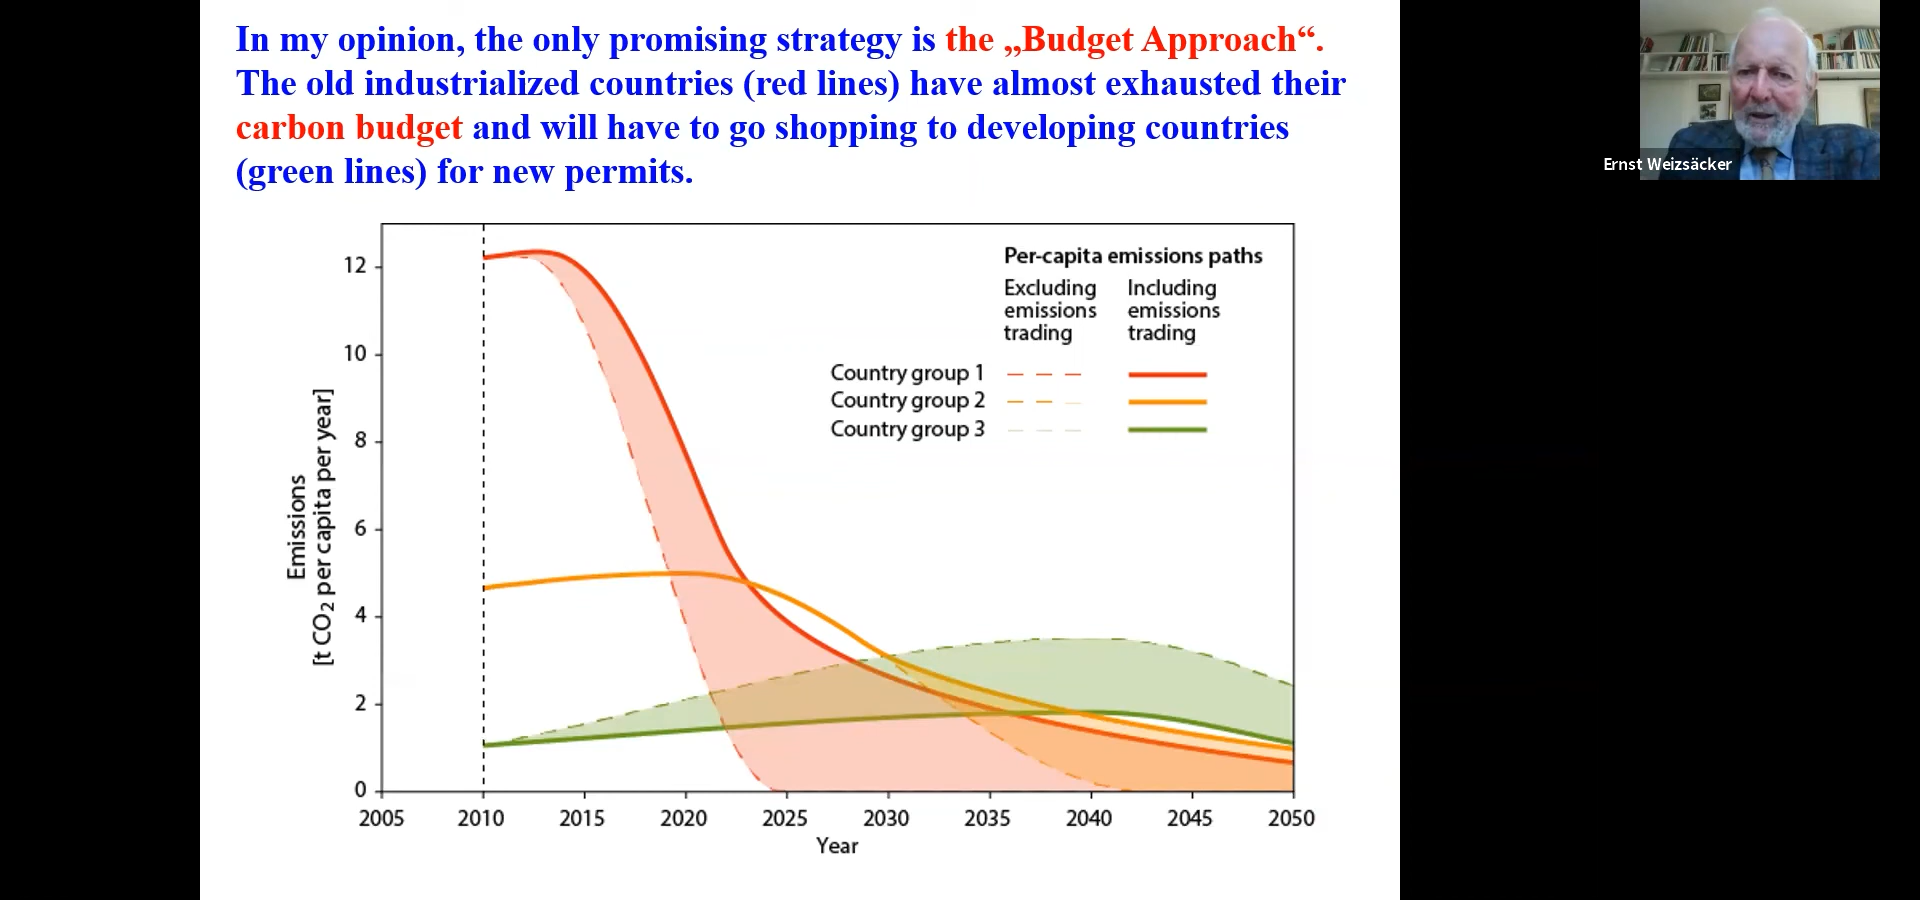 In my opinion, the only promising strategy is the „Budget Approach“.
The old industrialized countries (red lines) have almost exhausted their
carbon budget and will have to go shopping to developing countries
(green lines) for new permits.
Ernst Weizsäcker
Per-capita emissions paths
Excluding emissions trading
Including emissions trading
Country group 1
Country group 2
Country group 3
Emissions
[t CO₂ per capita per year]
12
10
8
6
4
2
0
2005 2010 2015 2020 2025 2030 2035 2040 2045 2050
Year